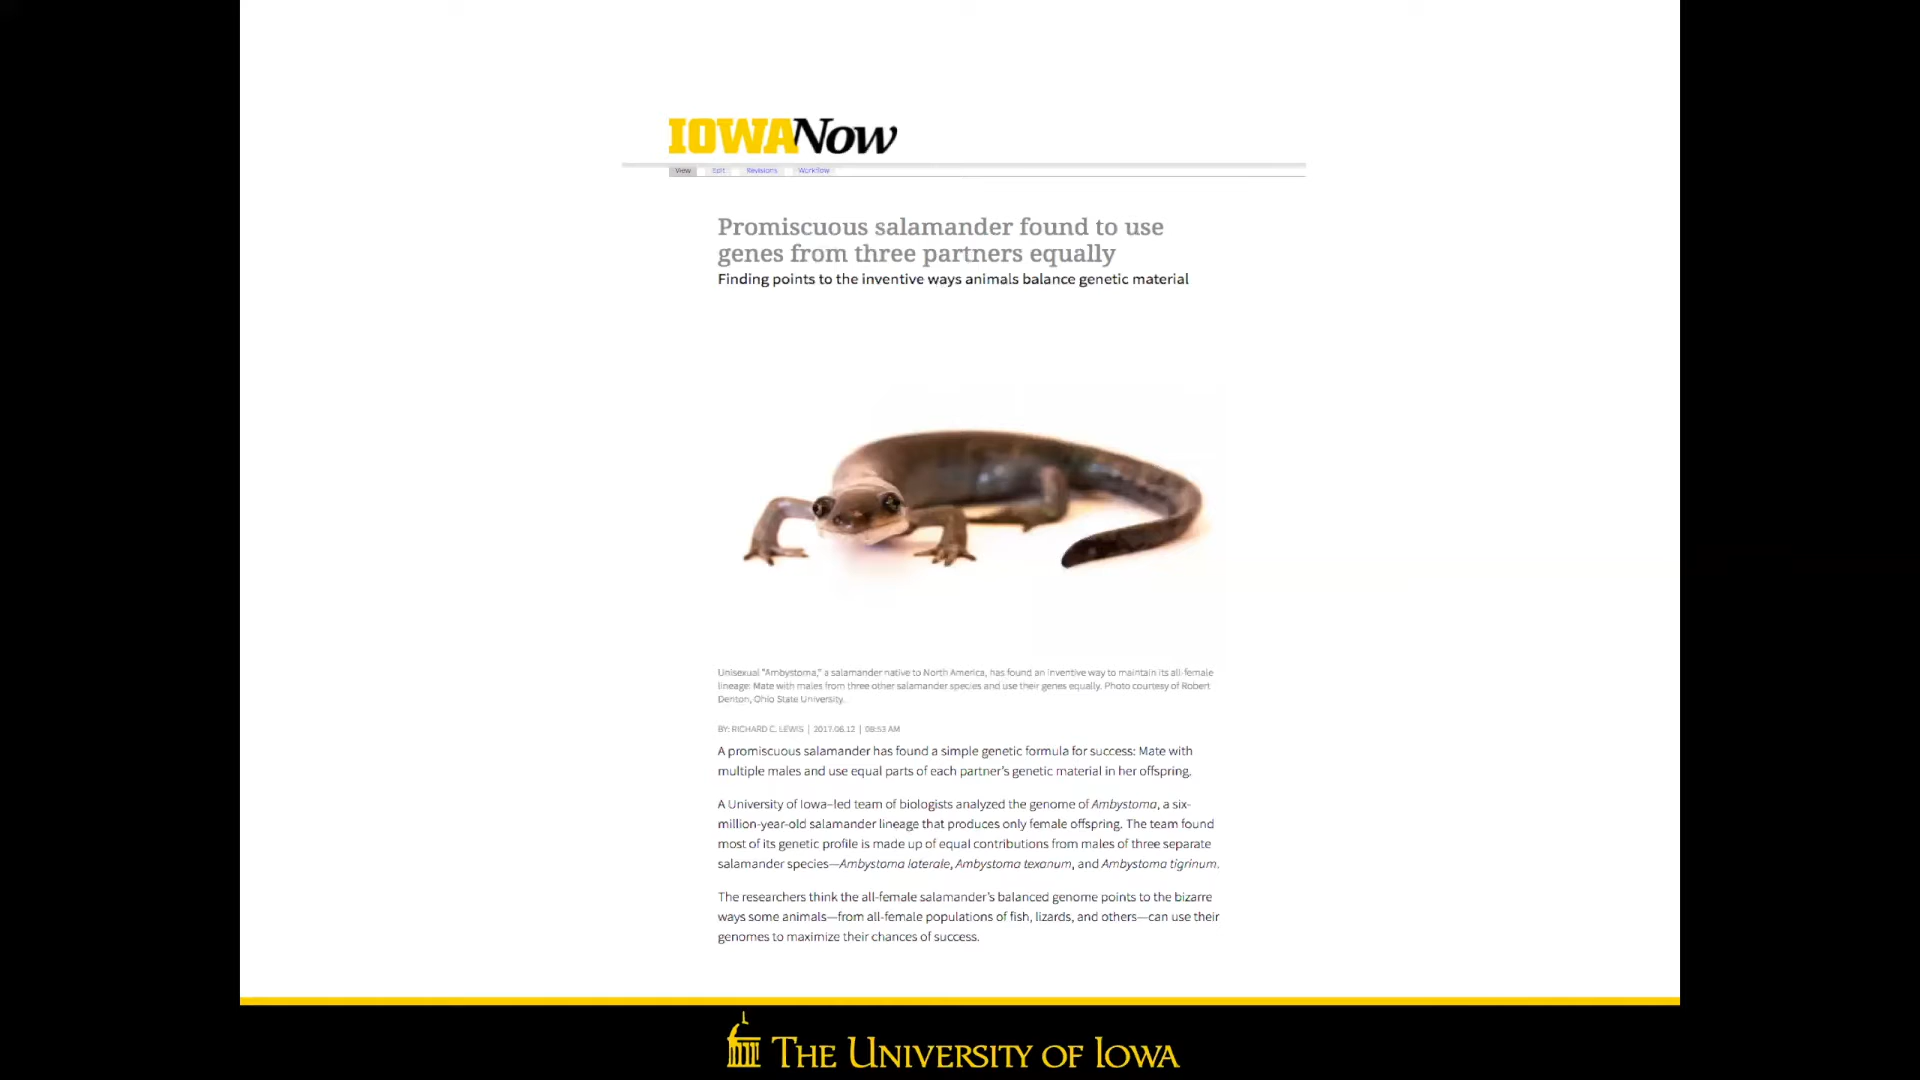 IOWANow
View Edit Revisions Workflow
Promiscuous salamander found to use
genes from three partners equally
Finding points to the inventive ways animals balance genetic material
Unisexual "Ambystoma," a salamander native to North America, has found an inventive way to maintain its all-female
lineage: Mate with males from three other salamander species and use their genes equally. Photo courtesy of Robert
Denton, Ohio State University.
BY: RICHARD C. LEWIS | 2017.06.12 | 08:53 AM
A promiscuous salamander has found a simple genetic formula for success: Mate with
multiple males and use equal parts of each partner's genetic material in her offspring.
A University of Iowa–led team of biologists analyzed the genome of Ambystoma, a six-
million-year-old salamander lineage that produces only female offspring. The team found
most of its genetic profile is made up of equal contributions from males of three separate
salamander species—Ambystoma laterale, Ambystoma texanum, and Ambystoma tigrinum.
The researchers think the all-female salamander's balanced genome points to the bizarre
ways some animals—from all-female populations of fish, lizards, and others—can use their
genomes to maximize their chances of success.
THE UNIVERSITY OF IOWA